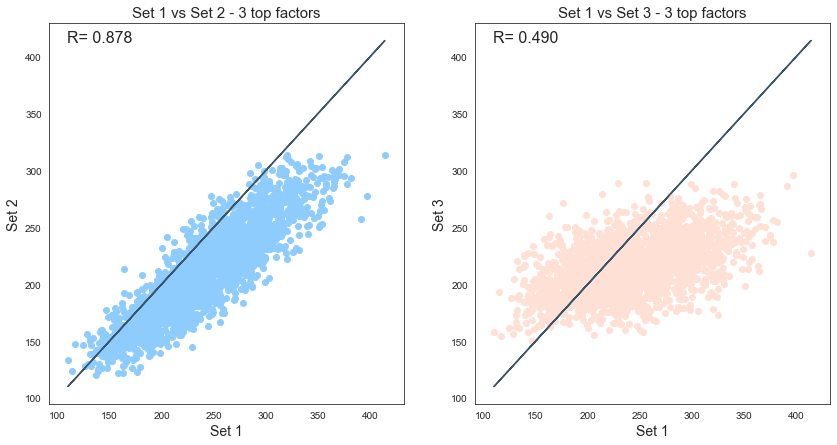 Set 1 vs Set 2 - 3 top factors
R= 0.878
400
350
300
250
200
150
100
Set 2
100 150 200 250 300 350 400
Set 1
Set 1 vs Set 3 - 3 top factors
R= 0.490
400
350
300
250
200
150
100
Set 3
100 150 200 250 300 350 400
Set 1